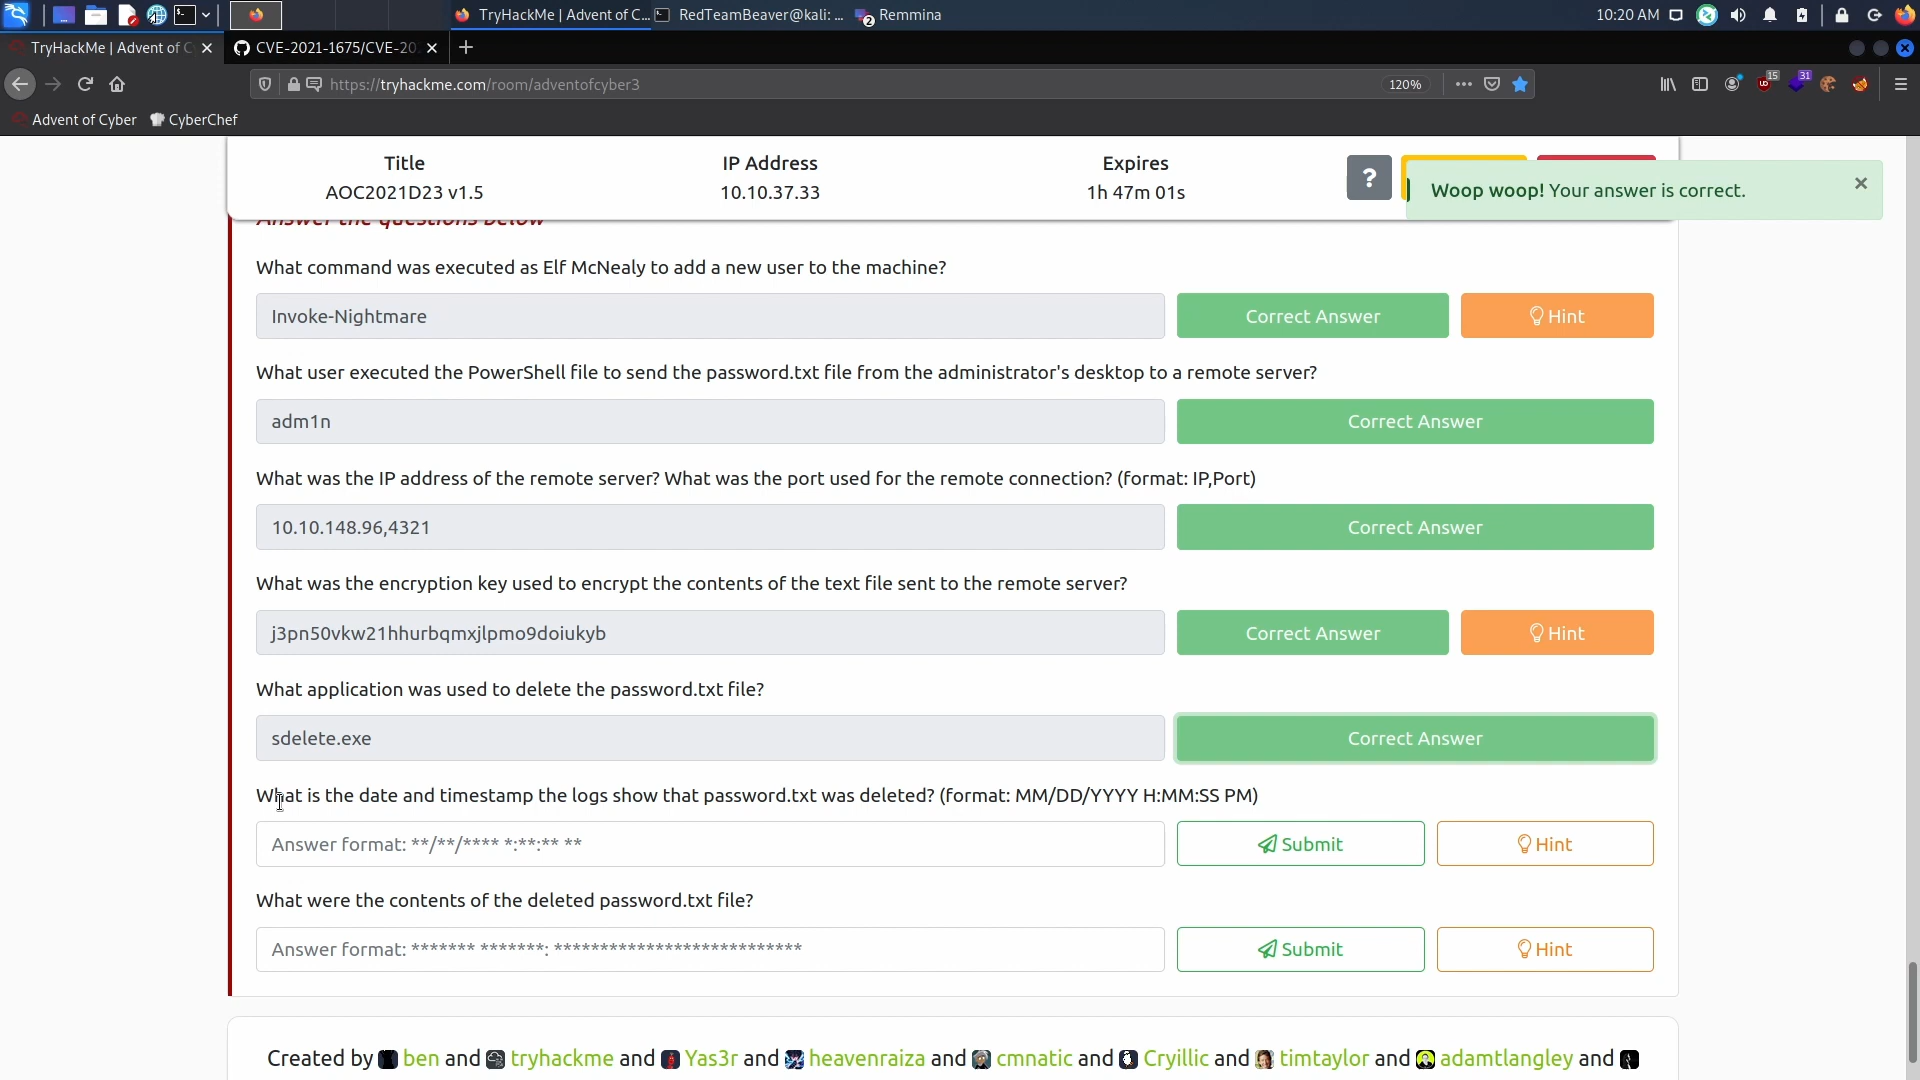 TryHackMe | Advent of C...
RedTeamBeaver@kali: ...
2
Remmina
10:20 AM
TryHackMe | Advent of C
CVE-2021-1675/CVE-20
https://tryhackme.com/room/adventofcyber3
120%
15
31
Advent of Cyber
CyberChef
Title
IP Address
Expires
AOC2021D23 v1.5
10.10.37.33
1h 47m 01s
?
Woop woop! Your answer is correct.
Answer the questions below
What command was executed as Elf McNealy to add a new user to the machine?
Invoke-Nightmare
Correct Answer
Hint
What user executed the PowerShell file to send the password.txt file from the administrator's desktop to a remote server?
adm1n
Correct Answer
What was the IP address of the remote server? What was the port used for the remote connection? (format: IP,Port)
10.10.148.96,4321
Correct Answer
What was the encryption key used to encrypt the contents of the text file sent to the remote server?
j3pn50vkw21hhurbqmxjlpmo9doiukyb
Correct Answer
Hint
What application was used to delete the password.txt file?
sdelete.exe
Correct Answer
What is the date and timestamp the logs show that password.txt was deleted? (format: MM/DD/YYYY H:MM:SS PM)
Answer format: **/**/**** *:**:** **
Submit
Hint
What were the contents of the deleted password.txt file?
Answer format: ******* *******: ***************************
Submit
Hint
Created by ben and tryhackme and Yas3r and heavenraiza and cmnatic and Cryillic and timtaylor and adamtlangley and